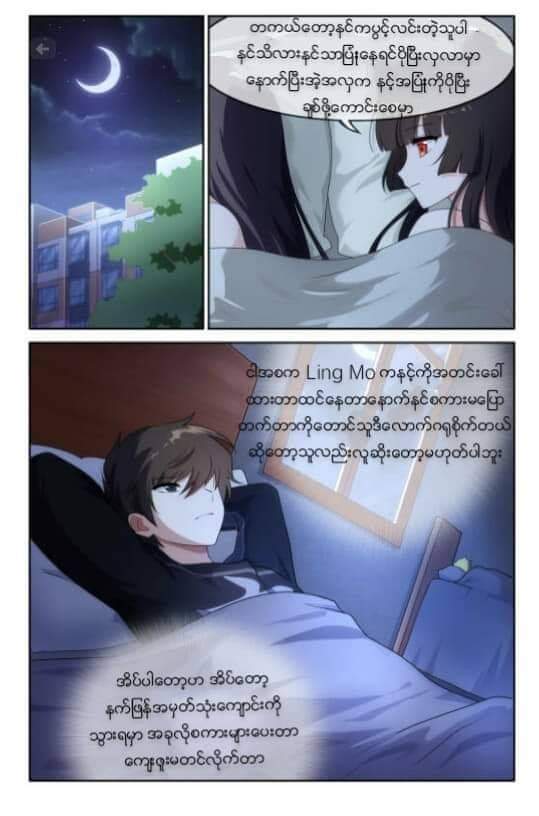 တကယ်တော့နင်ကပွင့်လင်းတဲ့သူပါ
နင်သိလားနင်သာပြုံးနေရင်ပိုပြီးလှလာမှာ
နောက်ပြီးအဲ့အလှက နင့်အပြုံးကိုပိုပြီး
ချစ်ဖို့ကောင်းစေမှာ
ငါအစက Ling Mo ကနင့်ကိုအတင်းခေါ်
ထားတာထင်နေတာနောက်နင်စကားမပြော
တက်တာကိုတောင်သူဒီလောက်ဂရုစိုက်တယ်
ဆိုတော့သူလည်းလူဆိုးတော့မဟုတ်ပါဘူး
အိပ်ပါတော့ဟ အိပ်တော့
နက်ဖြန်အမှတ်သုံးကျောင်းကို
သွားရမှာ အခုလိုစကားများပေးတာ
ကျေးဇူးမတင်လိုက်တာ